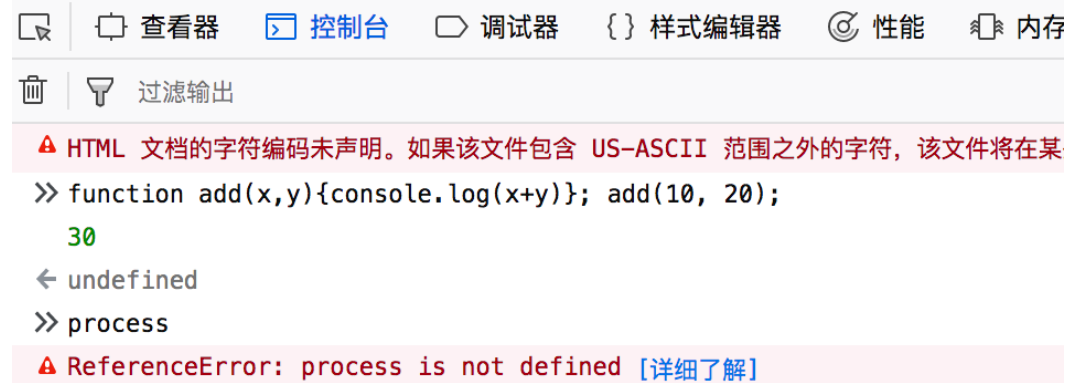 查看器 控制台 调试器 {} 样式编辑器 性能 内存
过滤输出
HTML 文档的字符编码未声明。如果该文件包含 US-ASCII 范围之外的字符，该文件将在某
>> function add(x,y){console.log(x+y)}; add(10, 20);
30
← undefined
>> process
ReferenceError: process is not defined [详细了解]